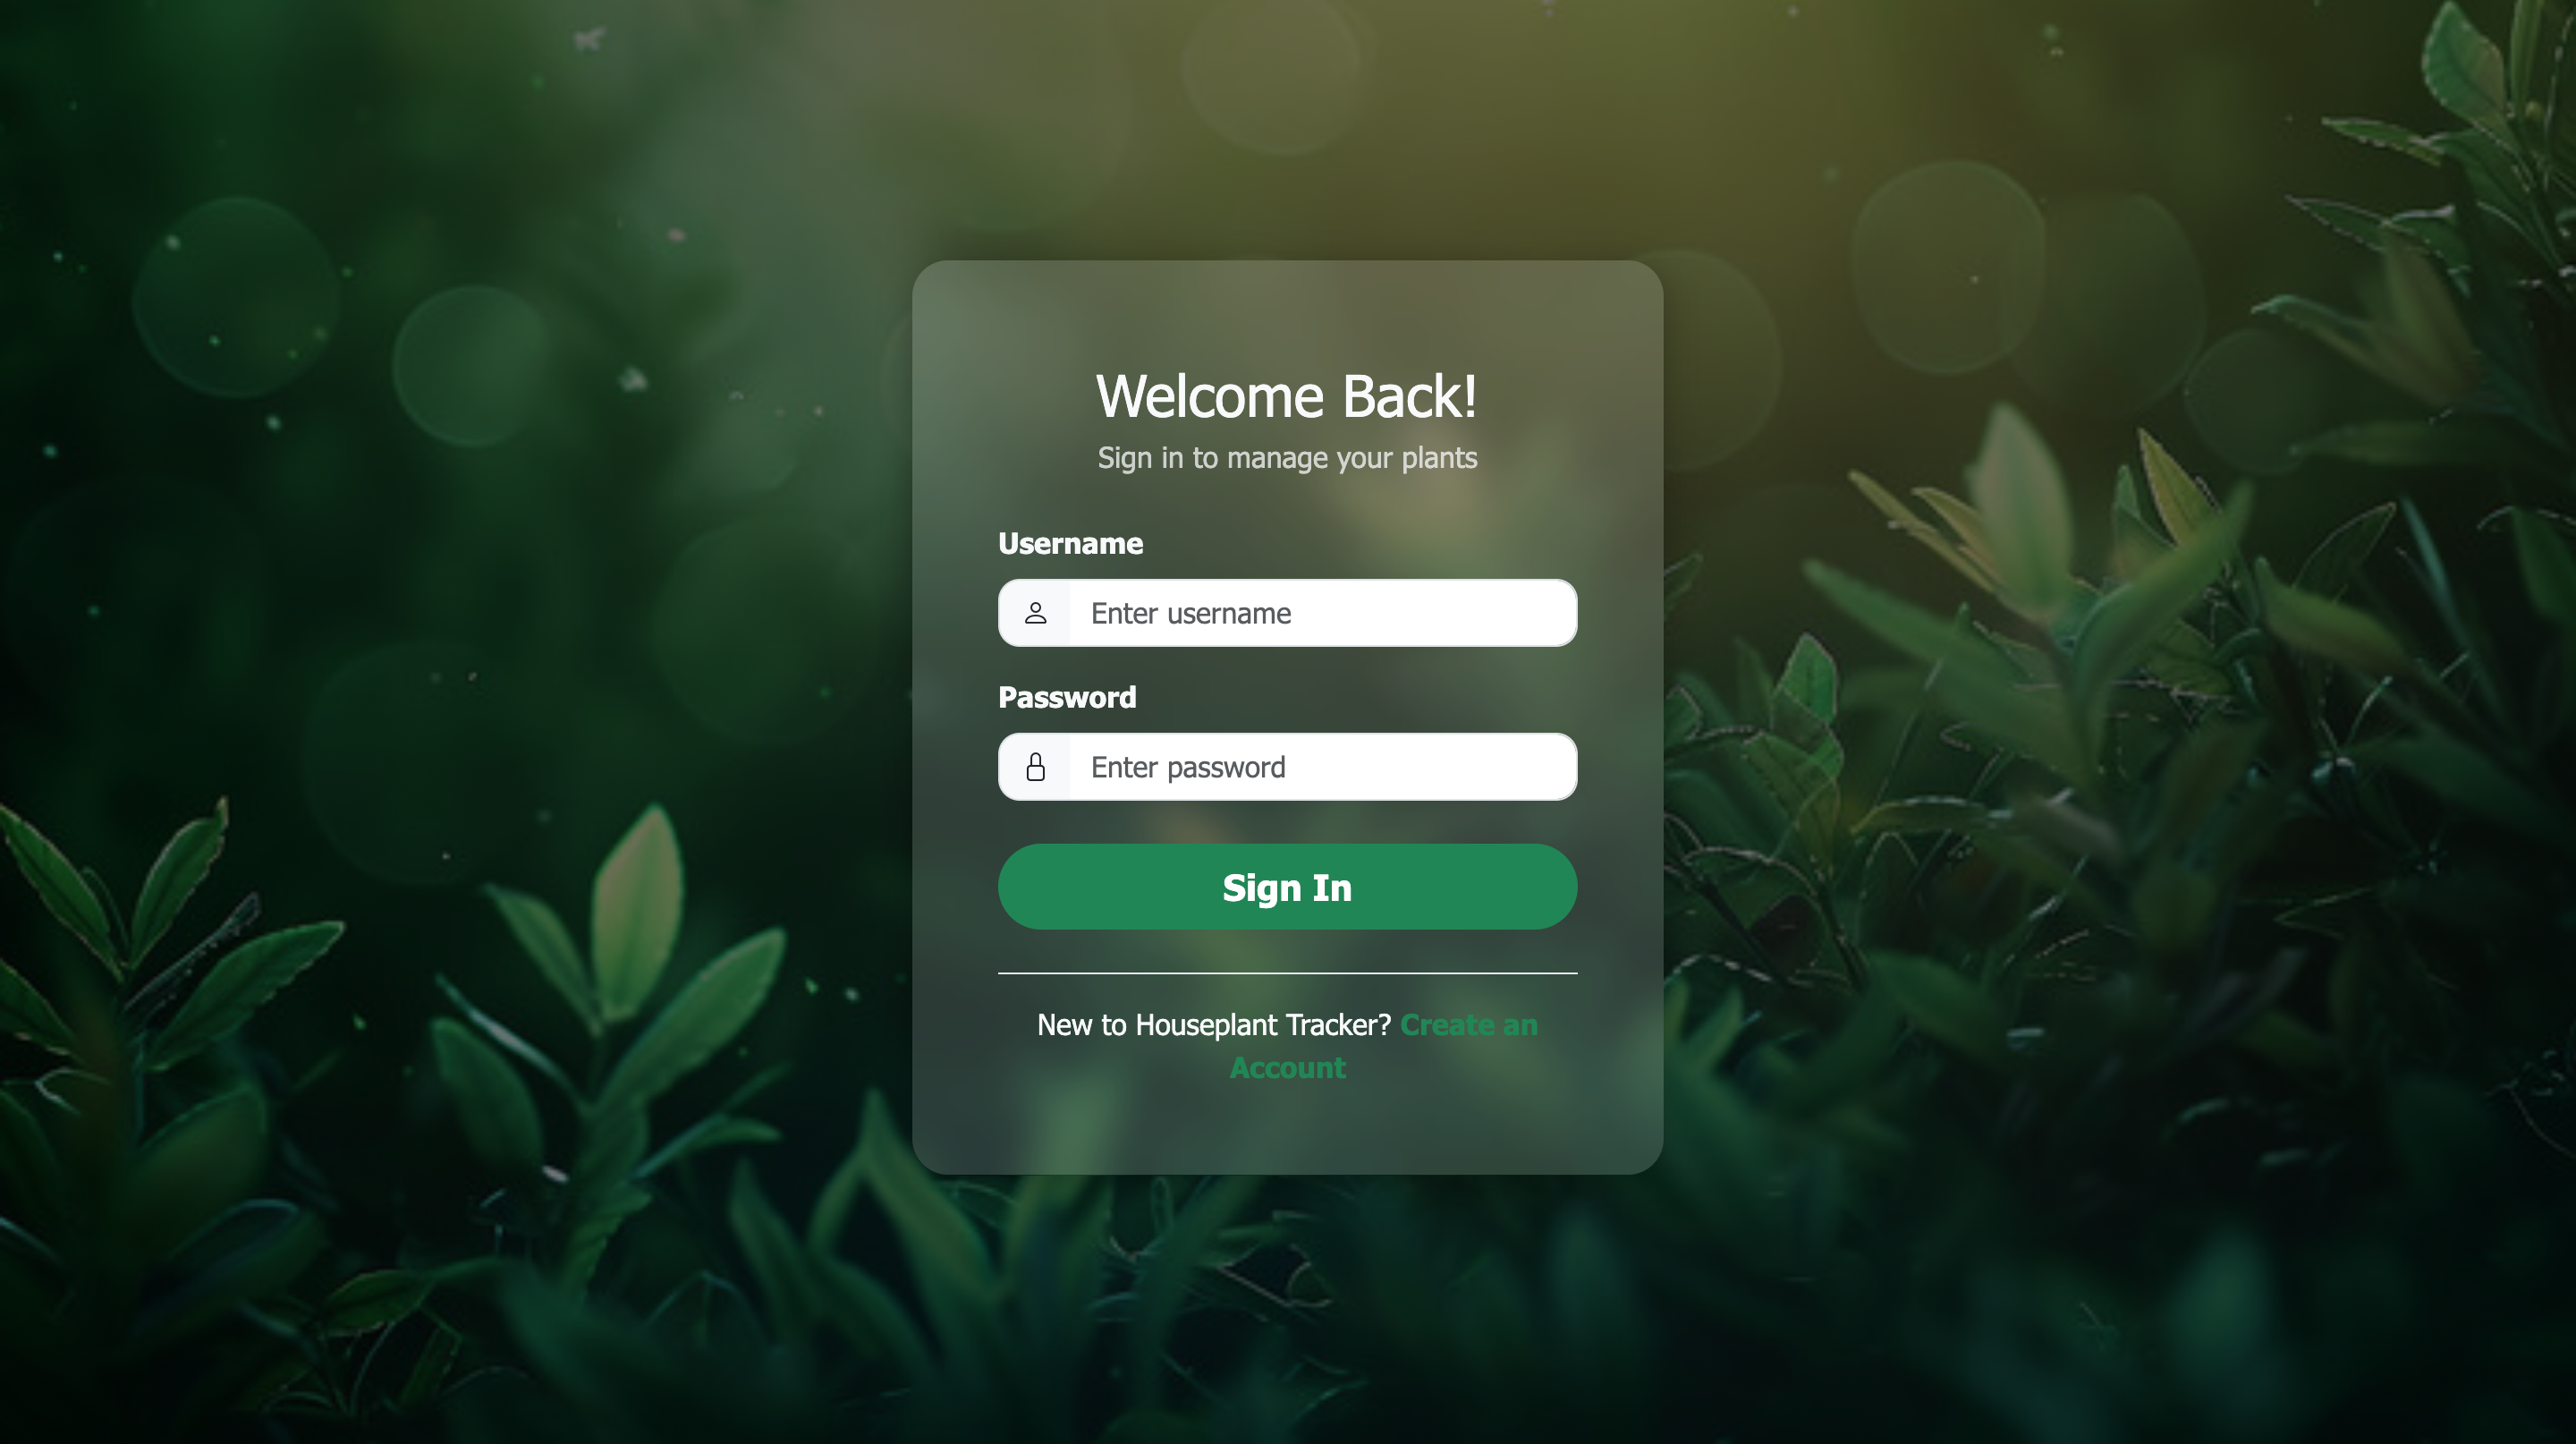 Welcome Back!
Sign in to manage your plants
Username
Enter username
Password
Enter password
Sign In
New to Houseplant Tracker? Create an
Account